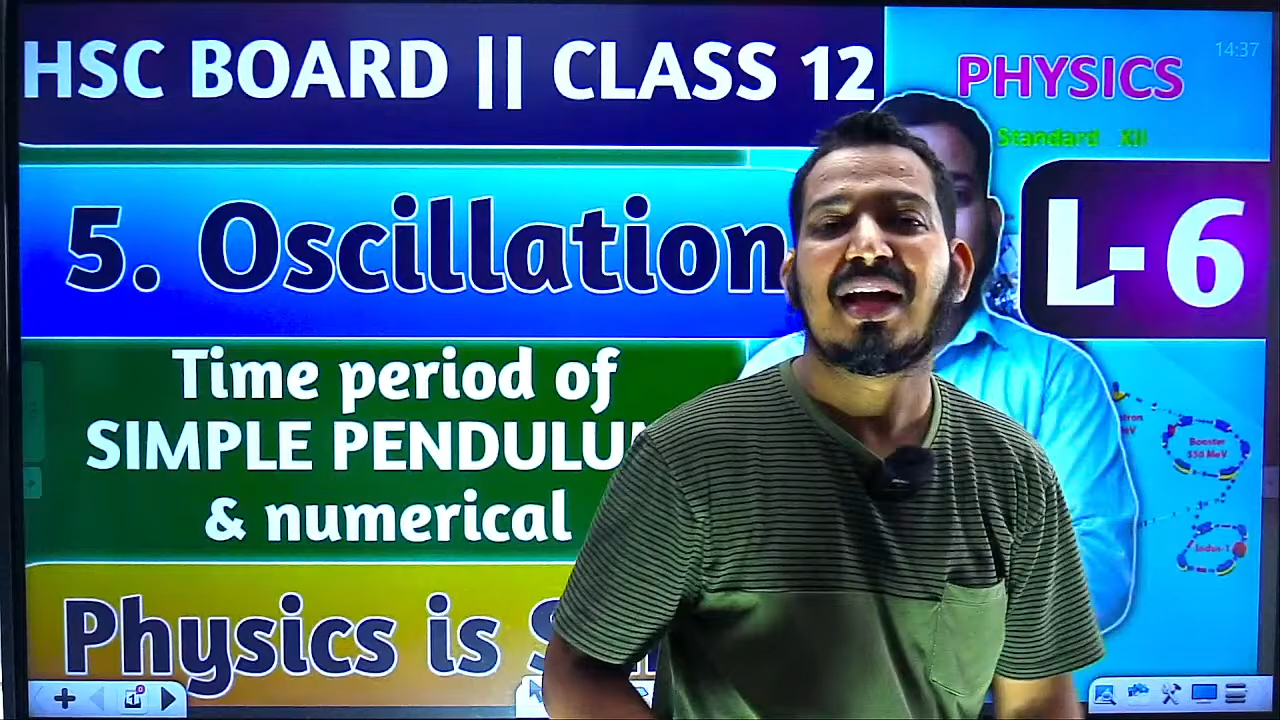 HSC BOARD || CLASS 12
PHYSICS
14:37
Standard XII
5. Oscillation
L-6
Time period of
SIMPLE PENDULU
& numerical
Booster
Indus-1
Physics is